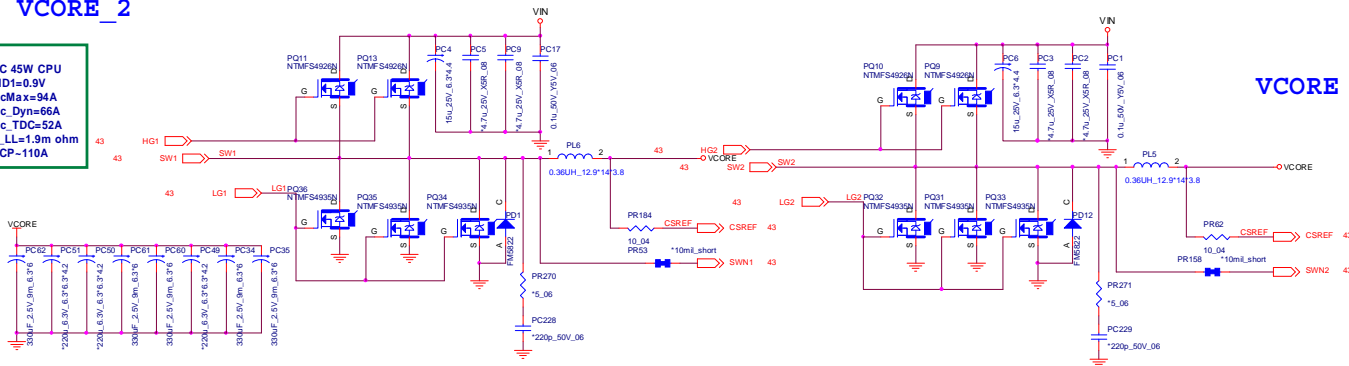 VCORE_2
C 45W CPU
ID1=0.9V
cMax=94A
c_Dyn=66A
c_TDC=52A
_LL=1.9m ohm
CP~110A
VIN
PQ11
NTMFS4926N
PQ13
NTMFS4926N
D
G
S
D
G
S
PC4
15u_25V_6.3*4.4
PC5
*4.7u_25V_X5R_08
PC9
*4.7u_25V_X5R_08
PC17
0.1u_50V_Y5V_06
43
HG1
43
SW1
SW1
PL6
1
2
0.36UH_12.9*14*3.8
VCORE
43
LG1
LG1
PQ36
NTMFS4935N
PQ35
NTMFS4935N
PQ34
NTMFS4935N
D
G
S
D
G
S
D
G
S
C
PD1
A
FM5822
PR184
10_04
CSREF
CSREF
43
PR53
*10mil_short
SWN1
43
PR270
*5_06
PC228
*220p_50V_06
VCORE
PC62
330uF_2.5V_9m_6.3*6
PC51
*220u_6.3V_6.3*4.2
PC50
*220u_6.3V_6.3*4.2
PC61
330uF_2.5V_9m_6.3*6
PC60
330uF_2.5V_9m_6.3*6
PC49
*220u_6.3V_6.3*4.2
PC34
330uF_2.5V_9m_6.3*6
PC35
330uF_2.5V_9m_6.3*6
VCORE
VIN
PQ10
NTMFS4926N
PQ9
NTMFS4926N
D
G
S
D
G
S
PC6
15u_25V_6.3*4.4
PC3
*4.7u_25V_X5R_08
PC2
*4.7u_25V_X5R_08
PC1
0.1u_50V_Y5V_06
43
HG2
43
SW2
SW2
PL5
1
2
0.36UH_12.9*14*3.8
VCORE
43
LG2
LG2
PQ32
NTMFS4935N
PQ31
NTMFS4935N
PQ33
NTMFS4935N
D
G
S
D
G
S
D
G
S
C
PD12
A
FM5822
PR62
10_04
CSREF
CSREF
43
PR158
*10mil_short
SWN2
PR271
*5_06
PC229
*220p_50V_06